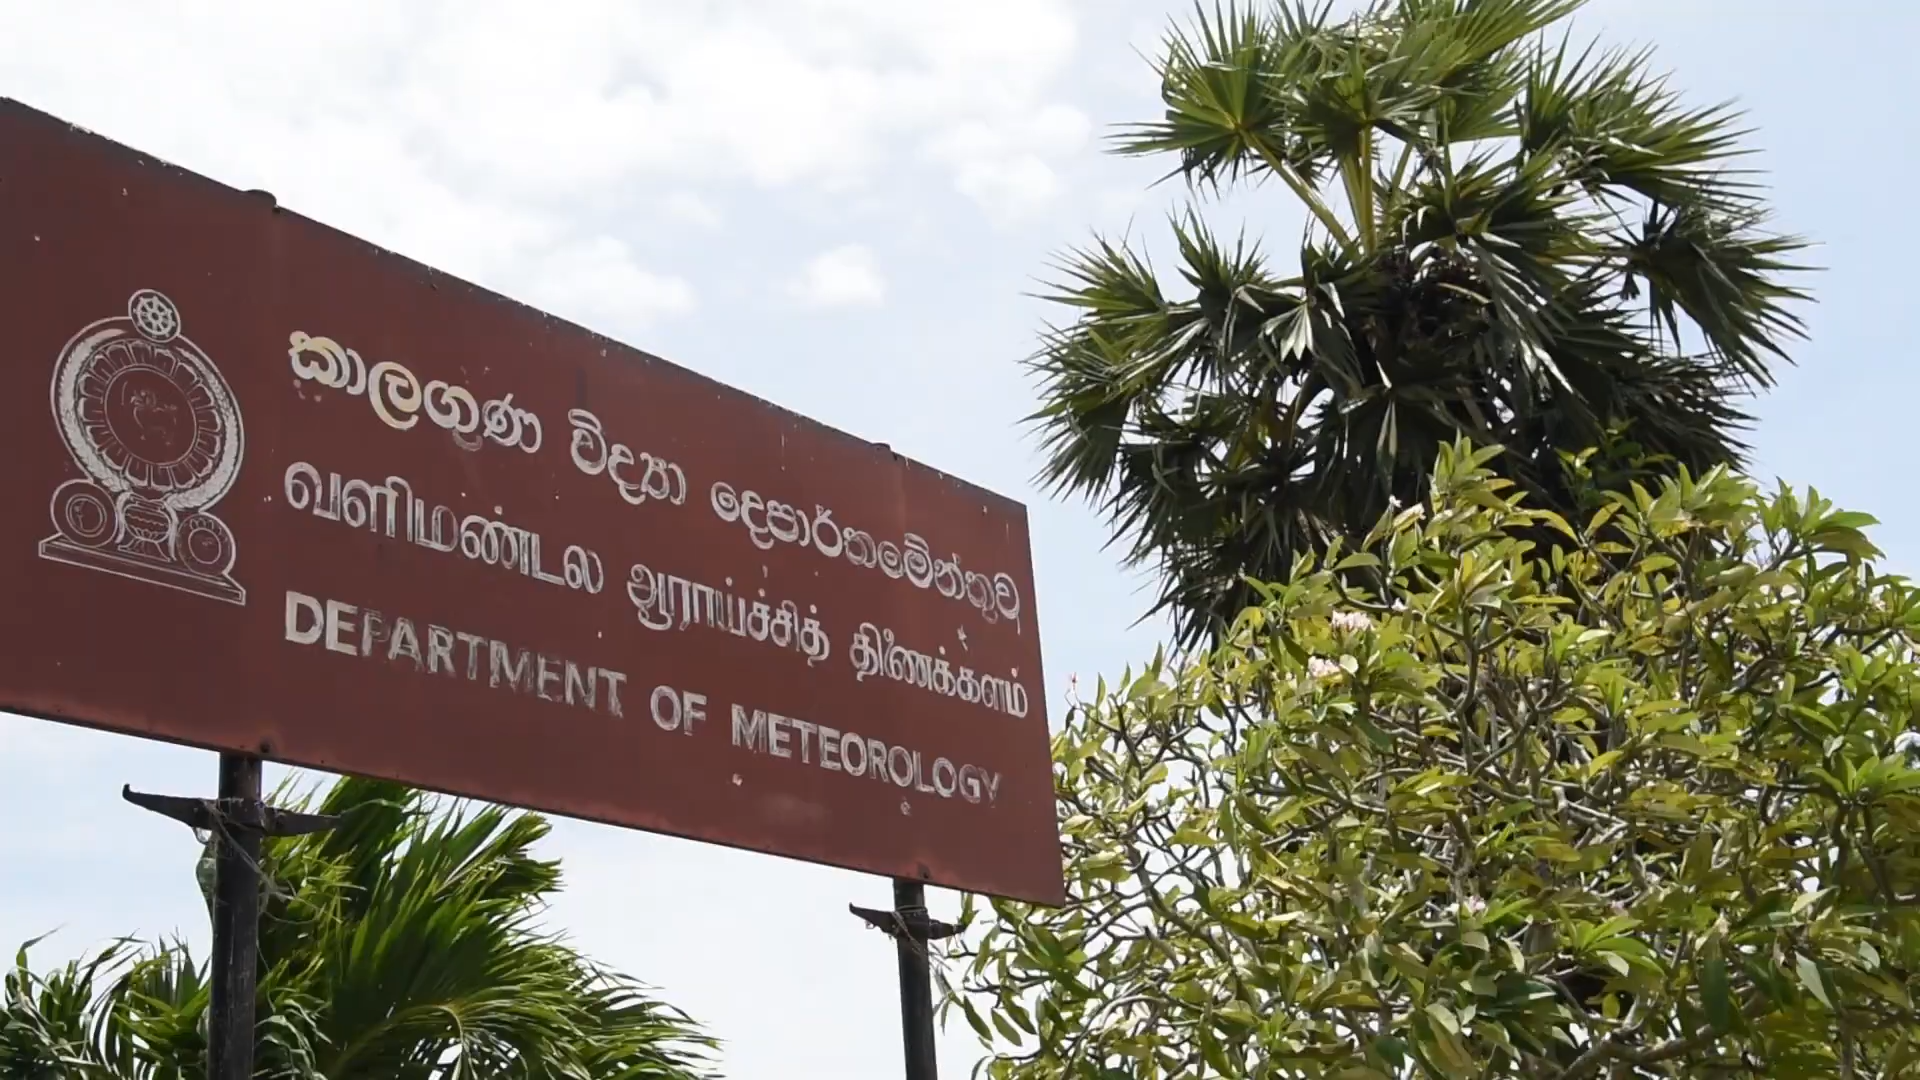 කාලගුණ විද්‍යා දෙපාර්තමේන්තුව
வளிமண்டல ஆராய்ச்சித் திணைக்களம்
DEPARTMENT OF METEOROLOGY